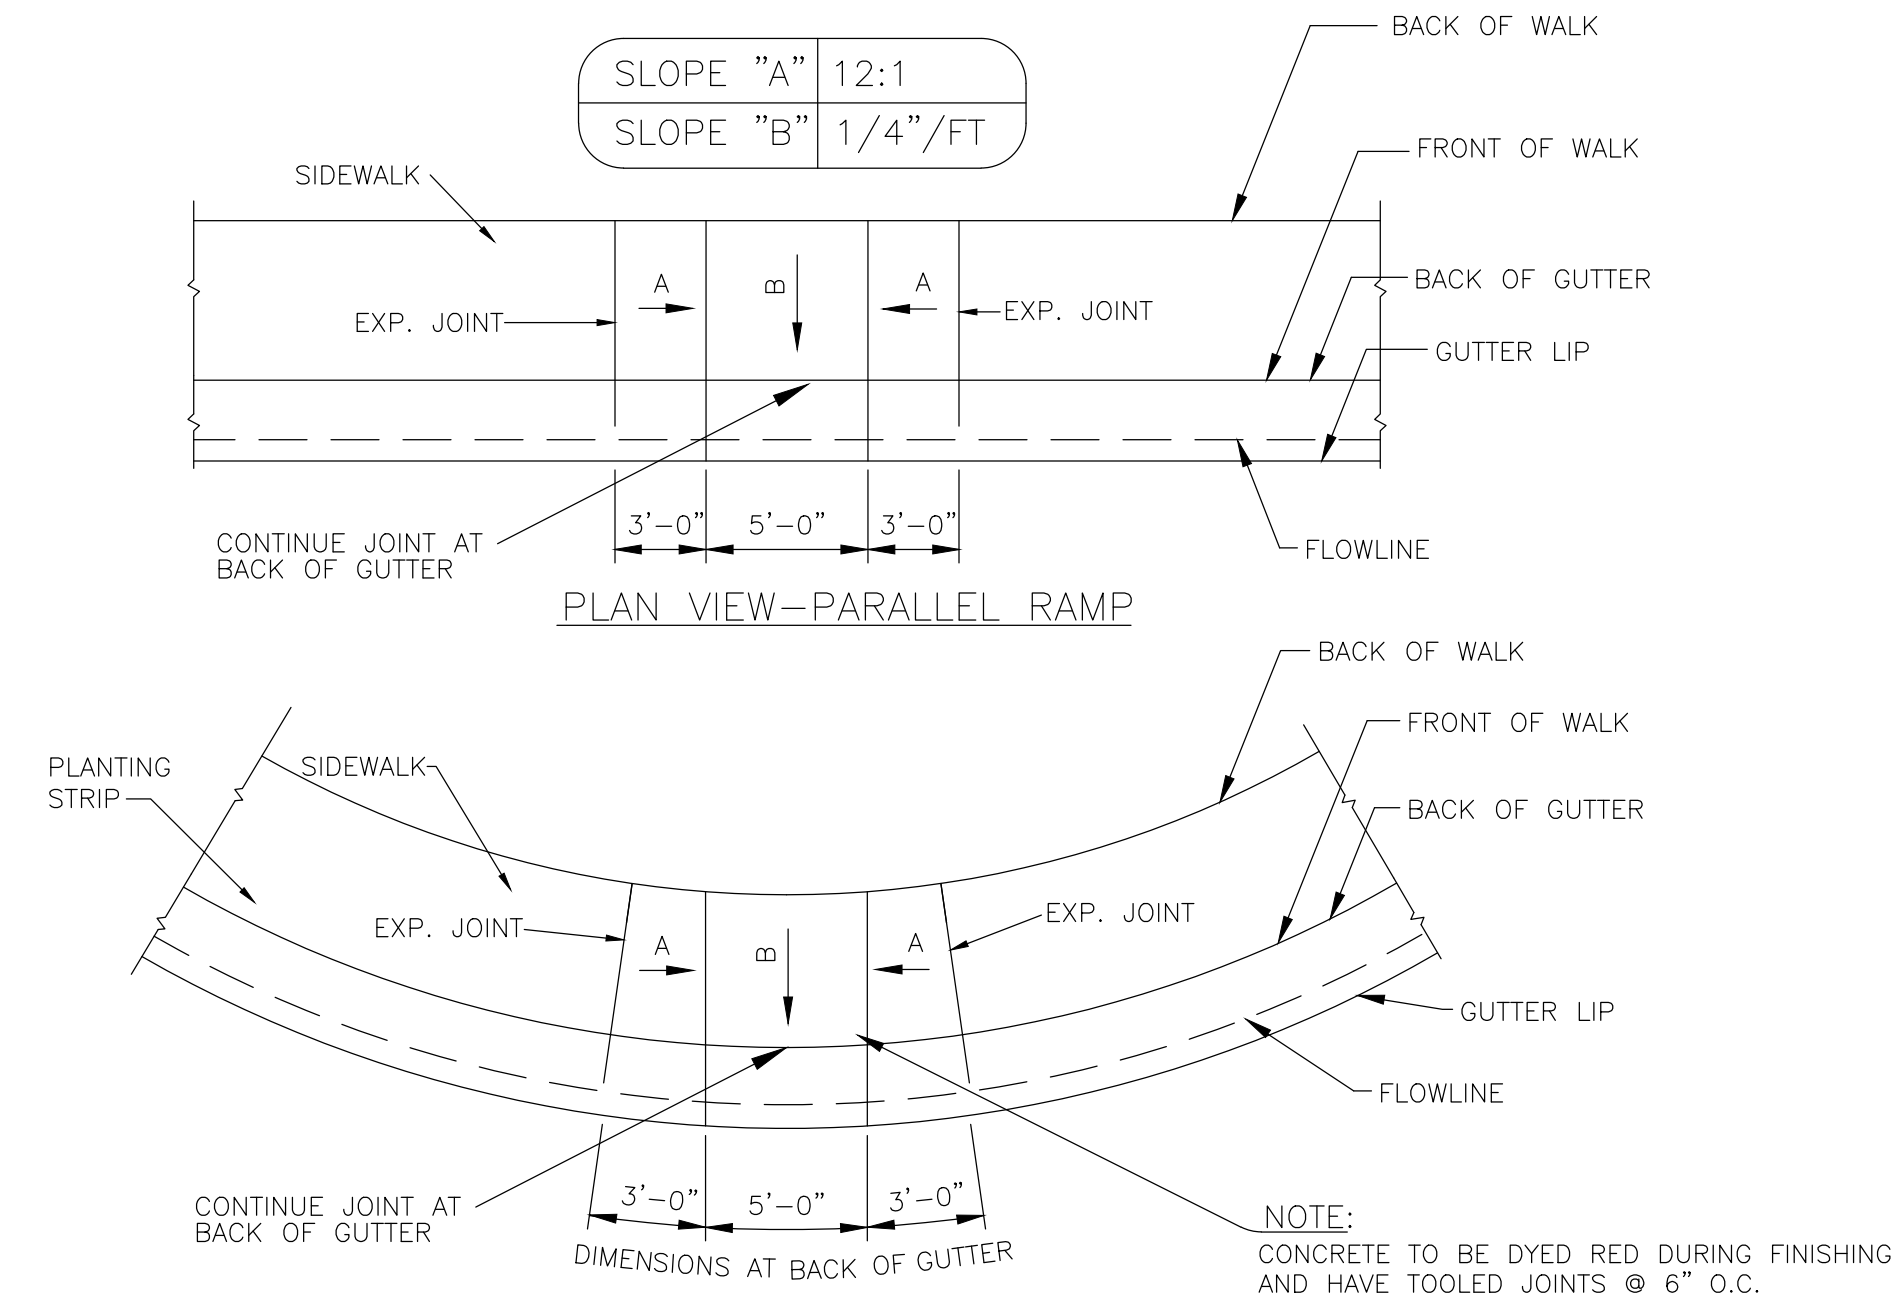 SLOPE "A" 12:1
SLOPE "B" 1/4"/FT
BACK OF WALK
FRONT OF WALK
SIDEWALK
A
B
A
BACK OF GUTTER
EXP. JOINT
EXP. JOINT
GUTTER LIP
3'-0" 5'-0" 3'-0"
CONTINUE JOINT AT
BACK OF GUTTER
FLOWLINE
PLAN VIEW-PARALLEL RAMP
BACK OF WALK
FRONT OF WALK
PLANTING
STRIP
SIDEWALK
BACK OF GUTTER
EXP. JOINT
EXP. JOINT
A
B
A
GUTTER LIP
FLOWLINE
CONTINUE JOINT AT
BACK OF GUTTER
3'-0" 5'-0" 3'-0"
DIMENSIONS AT BACK OF GUTTER
NOTE:
CONCRETE TO BE DYED RED DURING FINISHING
AND HAVE TOOLED JOINTS @ 6" O.C.